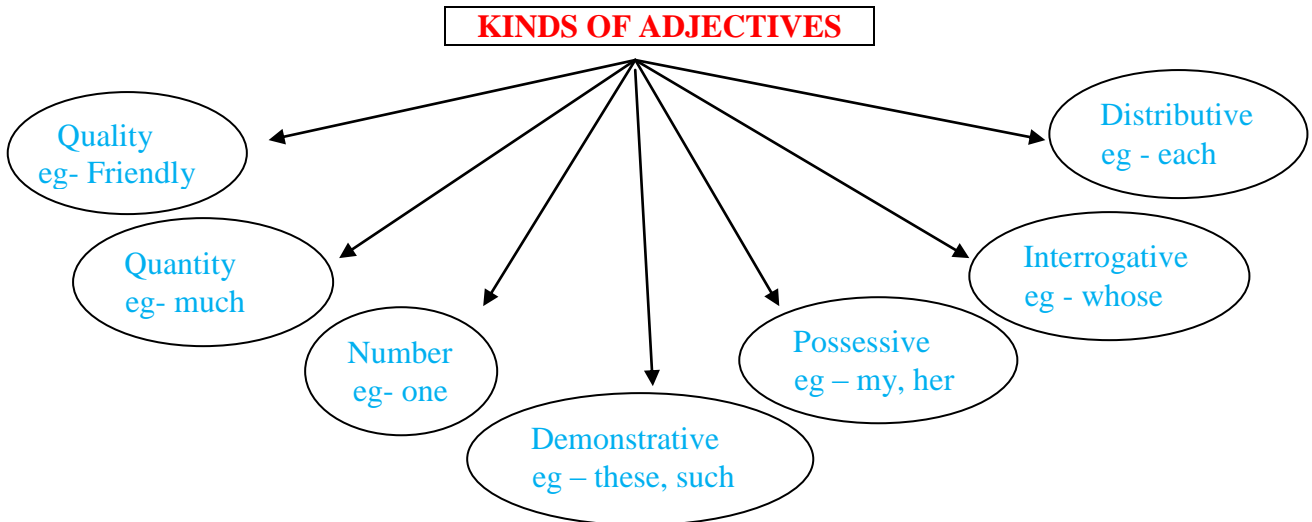 KINDS OF ADJECTIVES
Quality
eg- Friendly
Quantity
eg- much
Number
eg- one
Demonstrative
eg – these, such
Possessive
eg – my, her
Interrogative
eg - whose
Distributive
eg - each